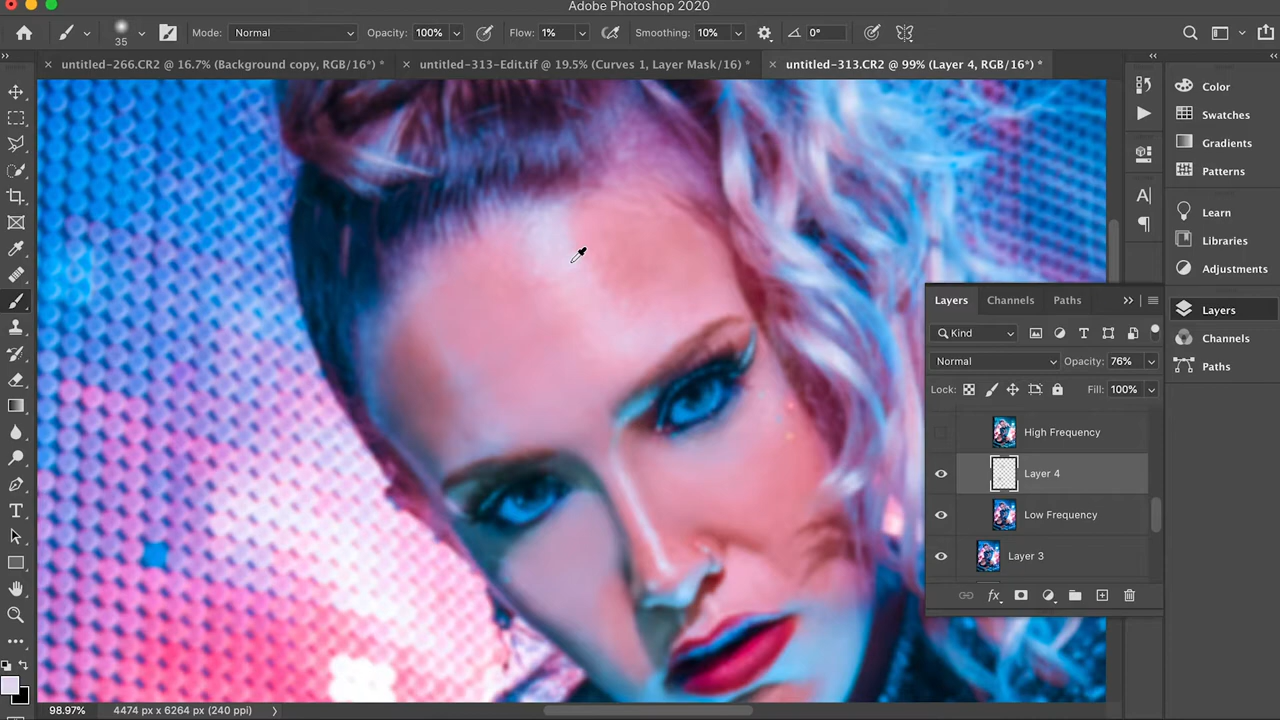 Adobe Photoshop 2020
35
Mode: Normal Opacity: 100% Flow: 1% Smoothing: 10% 0°
untitled-266.CR2 @ 16.7% (Background copy, RGB/16*) *
untitled-313-Edit.tif @ 19.5% (Curves 1, Layer Mask/16) *
untitled-313.CR2 @ 99% (Layer 4, RGB/16*) *
Color
Swatches
Gradients
Patterns
Learn
Libraries
Adjustments
Layers
Channels
Paths
Layers Channels Paths
Kind
Normal Opacity: 76%
Lock: Fill: 100%
High Frequency
Layer 4
Low Frequency
Layer 3
fx
98.97% 4474 px x 6264 px (240 ppi)